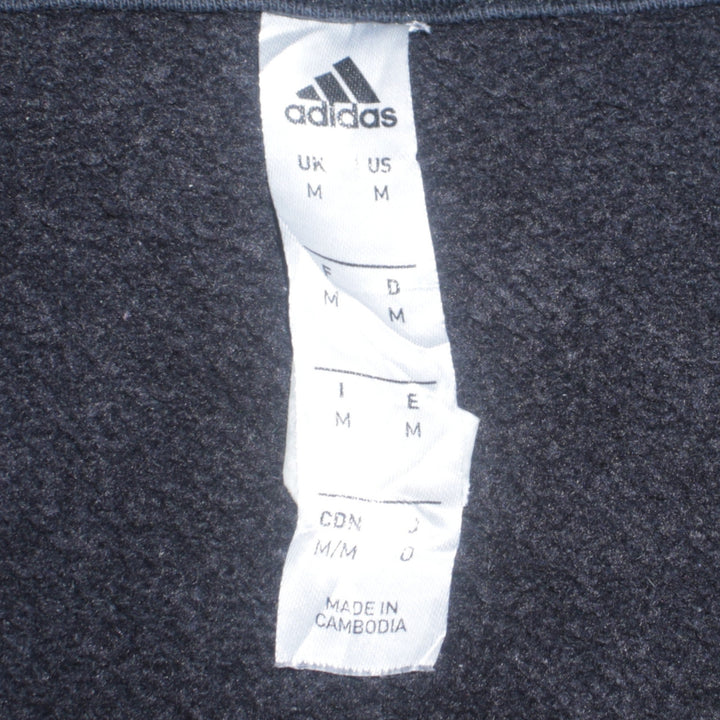 adidas
UK US
M M
F D
M M
I E
M M
CDN J
M/M O
MADE IN
CAMBODIA